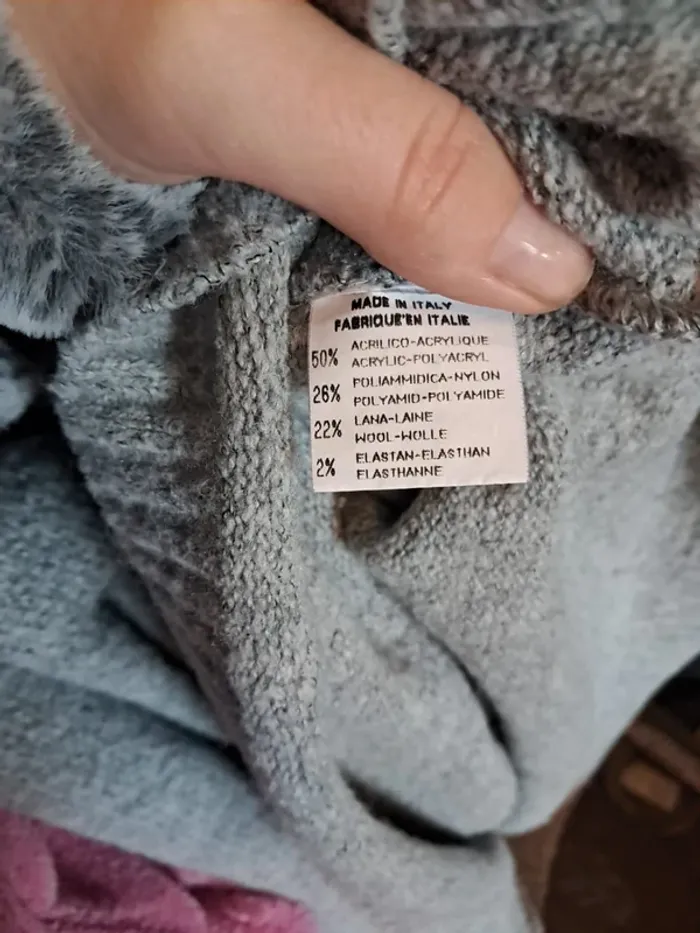 MADE IN ITALY
FABRIQUE'EN ITALIE
50% ACRILICO-ACRYLIQUE
ACRYLIC-POLYACRYL
26% POLIAMMIDICA-NYLON
POLYAMID-POLYAMIDE
22% LANA-LAINE
WOOL-WOLLE
2% ELASTAN-ELASTHAN
ELASTHANNE